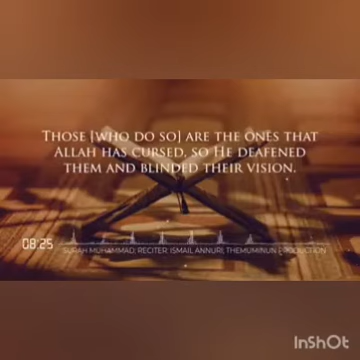 Those [who do so] are the ones that
Allah has cursed, so He deafened
them and blinded their vision.
08:25
SURAH MUHAMMAD; RECITER: ISMAIL ANNURI; THEMUMINUN PRODUCTION
InShOt